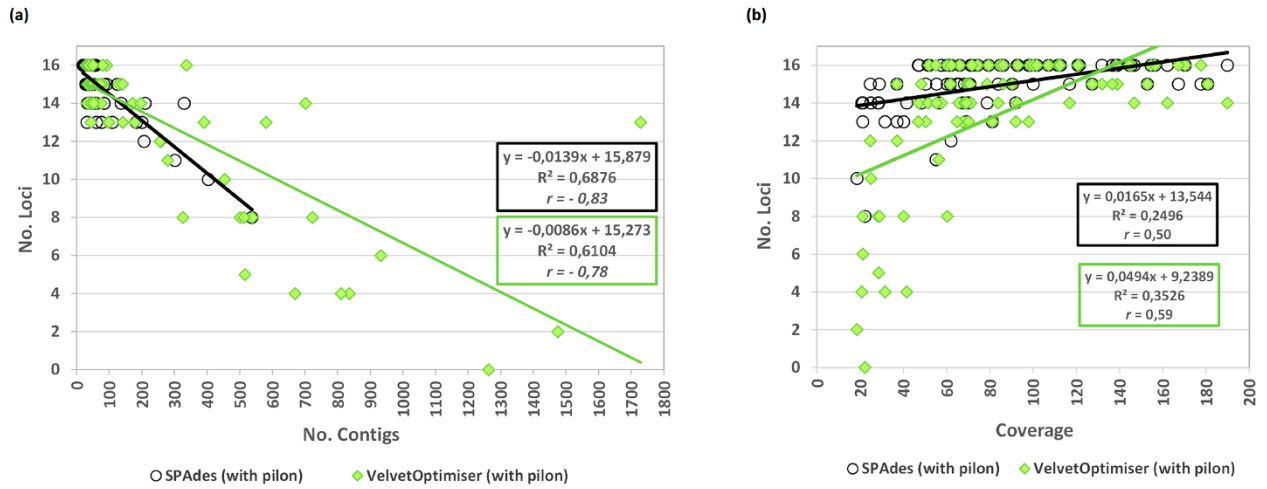 (a)
No. Loci
16
14
12
10
8
6
4
2
0
0
100
200
300
400
500
600
700
800
900
1000
1100
1200
1300
1400
1500
1600
1700
1800
No. Contigs
y = -0,0139x + 15,879
R² = 0,6876
r = - 0,83
y = -0,0086x + 15,273
R² = 0,6104
r = - 0,78
SPAdes (with pilon)
VelvetOptimiser (with pilon)
(b)
No. Loci
16
14
12
10
8
6
4
2
0
0
20
40
60
80
100
120
140
160
180
200
Coverage
y = 0,0165x + 13,544
R² = 0,2496
r = 0,50
y = 0,0494x + 9,2389
R² = 0,3526
r = 0,59
SPAdes (with pilon)
VelvetOptimiser (with pilon)